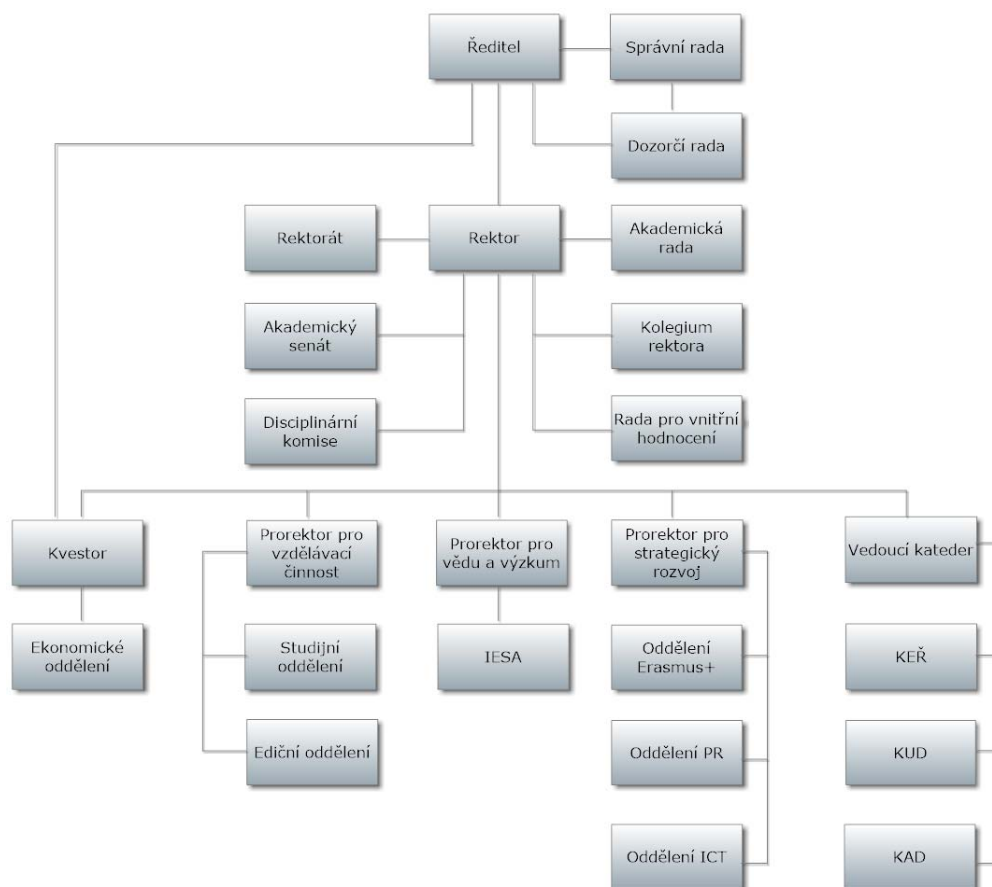 Ředitel
Správní rada
Dozorčí rada
Rektorát
Rektor
Akademická
rada
Akademický
senát
Kolegium
rektora
Disciplinární
komise
Rada pro vnitřní
hodnocení
Kvestor
Prorektor pro
vzdělávací
činnost
Prorektor pro
vědu a výzkum
Prorektor pro
strategický
rozvoj
Vedoucí kateder
Ekonomické
oddělení
Studijní
oddělení
IESA
Oddělení
Erasmus+
KEŘ
Ediční oddělení
Oddělení PR
KUD
Oddělení ICT
KAD